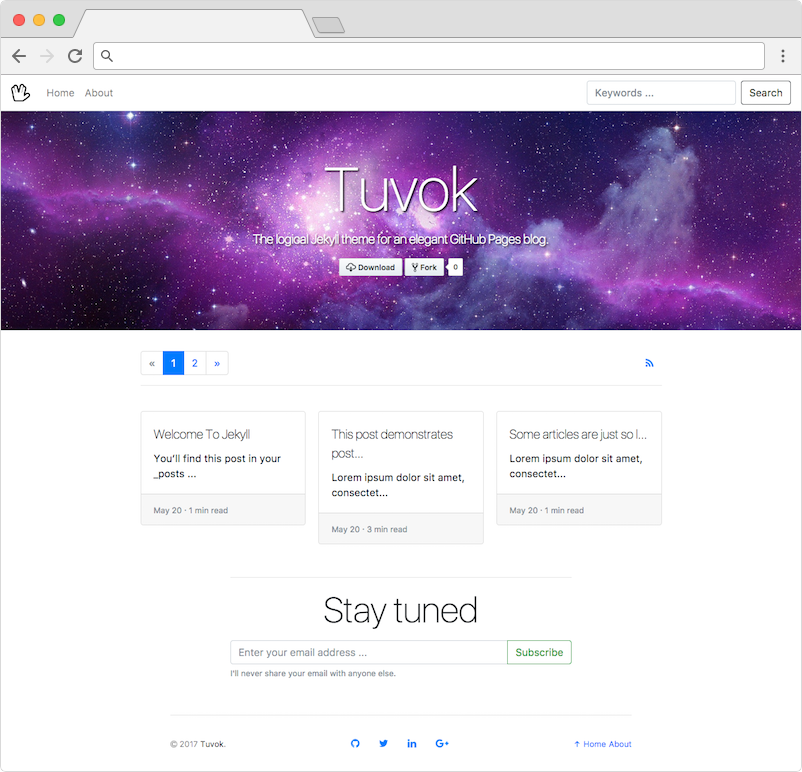 Home About Keywords ... Search
Tuvok
The logical Jekyll theme for an elegant GitHub Pages blog.
Download Fork 0
« 1 2 »
Welcome To Jekyll
You'll find this post in your
_posts ...
May 20 · 1 min read
This post demonstrates
post...
Lorem ipsum dolor sit amet,
consectet...
May 20 · 3 min read
Some articles are just so l...
Lorem ipsum dolor sit amet,
consectet...
May 20 · 1 min read
Stay tuned
Enter your email address ... Subscribe
I'll never share your email with anyone else.
© 2017 Tuvok. ↑ Home About